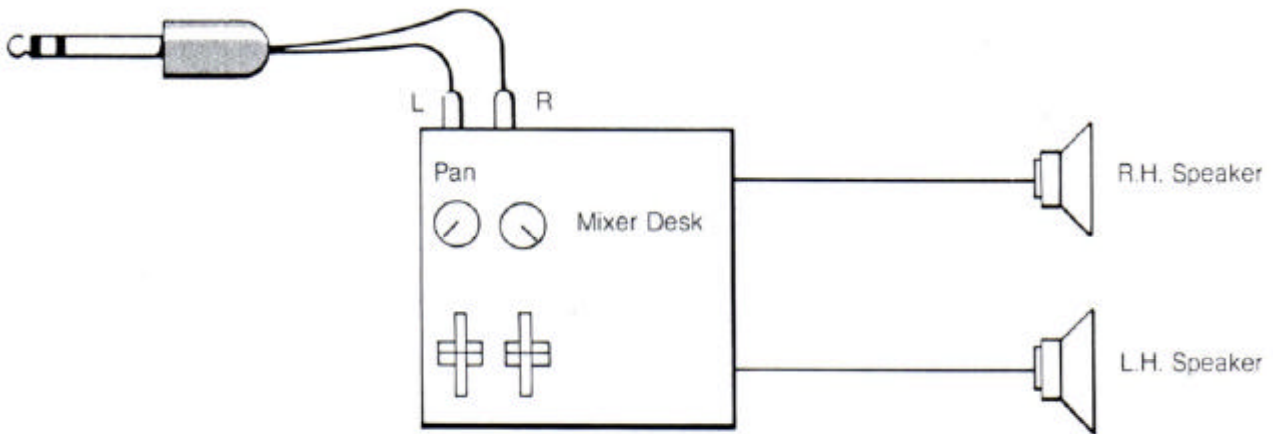 L
R
Pan
Mixer Desk
R.H. Speaker
L.H. Speaker